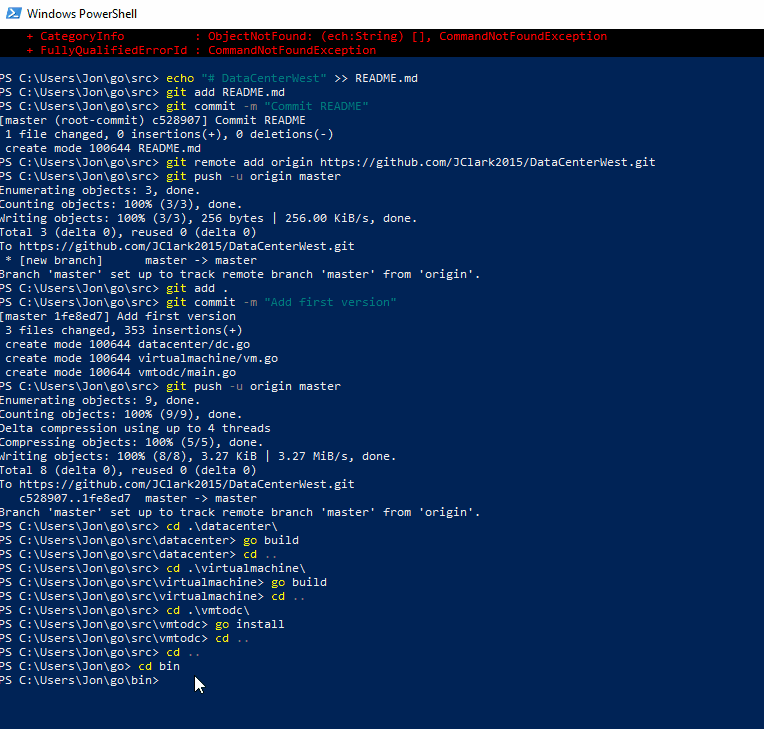 Windows PowerShell
+ CategoryInfo : ObjectNotFound: (ech:String) [], CommandNotFoundException
+ FullyQualifiedErrorId : CommandNotFoundException
PS C:\Users\Jon\go\src> echo "# DataCenterWest" >> README.md
PS C:\Users\Jon\go\src> git add README.md
PS C:\Users\Jon\go\src> git commit -m "Commit README"
[master (root-commit) c528907] Commit README
1 file changed, 0 insertions(+), 0 deletions(-)
create mode 100644 README.md
PS C:\Users\Jon\go\src> git remote add origin https://github.com/JClark2015/DataCenterWest.git
PS C:\Users\Jon\go\src> git push -u origin master
Enumerating objects: 3, done.
Counting objects: 100% (3/3), done.
Writing objects: 100% (3/3), 256 bytes | 256.00 KiB/s, done.
Total 3 (delta 0), reused 0 (delta 0)
To https://github.com/JClark2015/DataCenterWest.git
* [new branch] master -> master
Branch 'master' set up to track remote branch 'master' from 'origin'.
PS C:\Users\Jon\go\src> git add .
PS C:\Users\Jon\go\src> git commit -m "Add first version"
[master 1fe8ed7] Add first version
3 files changed, 353 insertions(+)
create mode 100644 datacenter/dc.go
create mode 100644 virtualmachine/vm.go
create mode 100644 vmtodc/main.go
PS C:\Users\Jon\go\src> git push -u origin master
Enumerating objects: 9, done.
Counting objects: 100% (9/9), done.
Delta compression using up to 4 threads
Compressing objects: 100% (5/5), done.
Writing objects: 100% (8/8), 3.27 KiB | 3.27 MiB/s, done.
Total 8 (delta 0), reused 0 (delta 0)
To https://github.com/JClark2015/DataCenterWest.git
c528907..1fe8ed7 master -> master
Branch 'master' set up to track remote branch 'master' from 'origin'.
PS C:\Users\Jon\go\src> cd .\datacenter\
PS C:\Users\Jon\go\src\datacenter> go build
PS C:\Users\Jon\go\src\datacenter> cd ..
PS C:\Users\Jon\go\src> cd .\virtualmachine\
PS C:\Users\Jon\go\src\virtualmachine> go build
PS C:\Users\Jon\go\src\virtualmachine> cd ..
PS C:\Users\Jon\go\src> cd .\vmtodc\
PS C:\Users\Jon\go\src\vmtodc> go install
PS C:\Users\Jon\go\src\vmtodc> cd ..
PS C:\Users\Jon\go\src> cd ..
PS C:\Users\Jon\go> cd bin
PS C:\Users\Jon\go\bin>